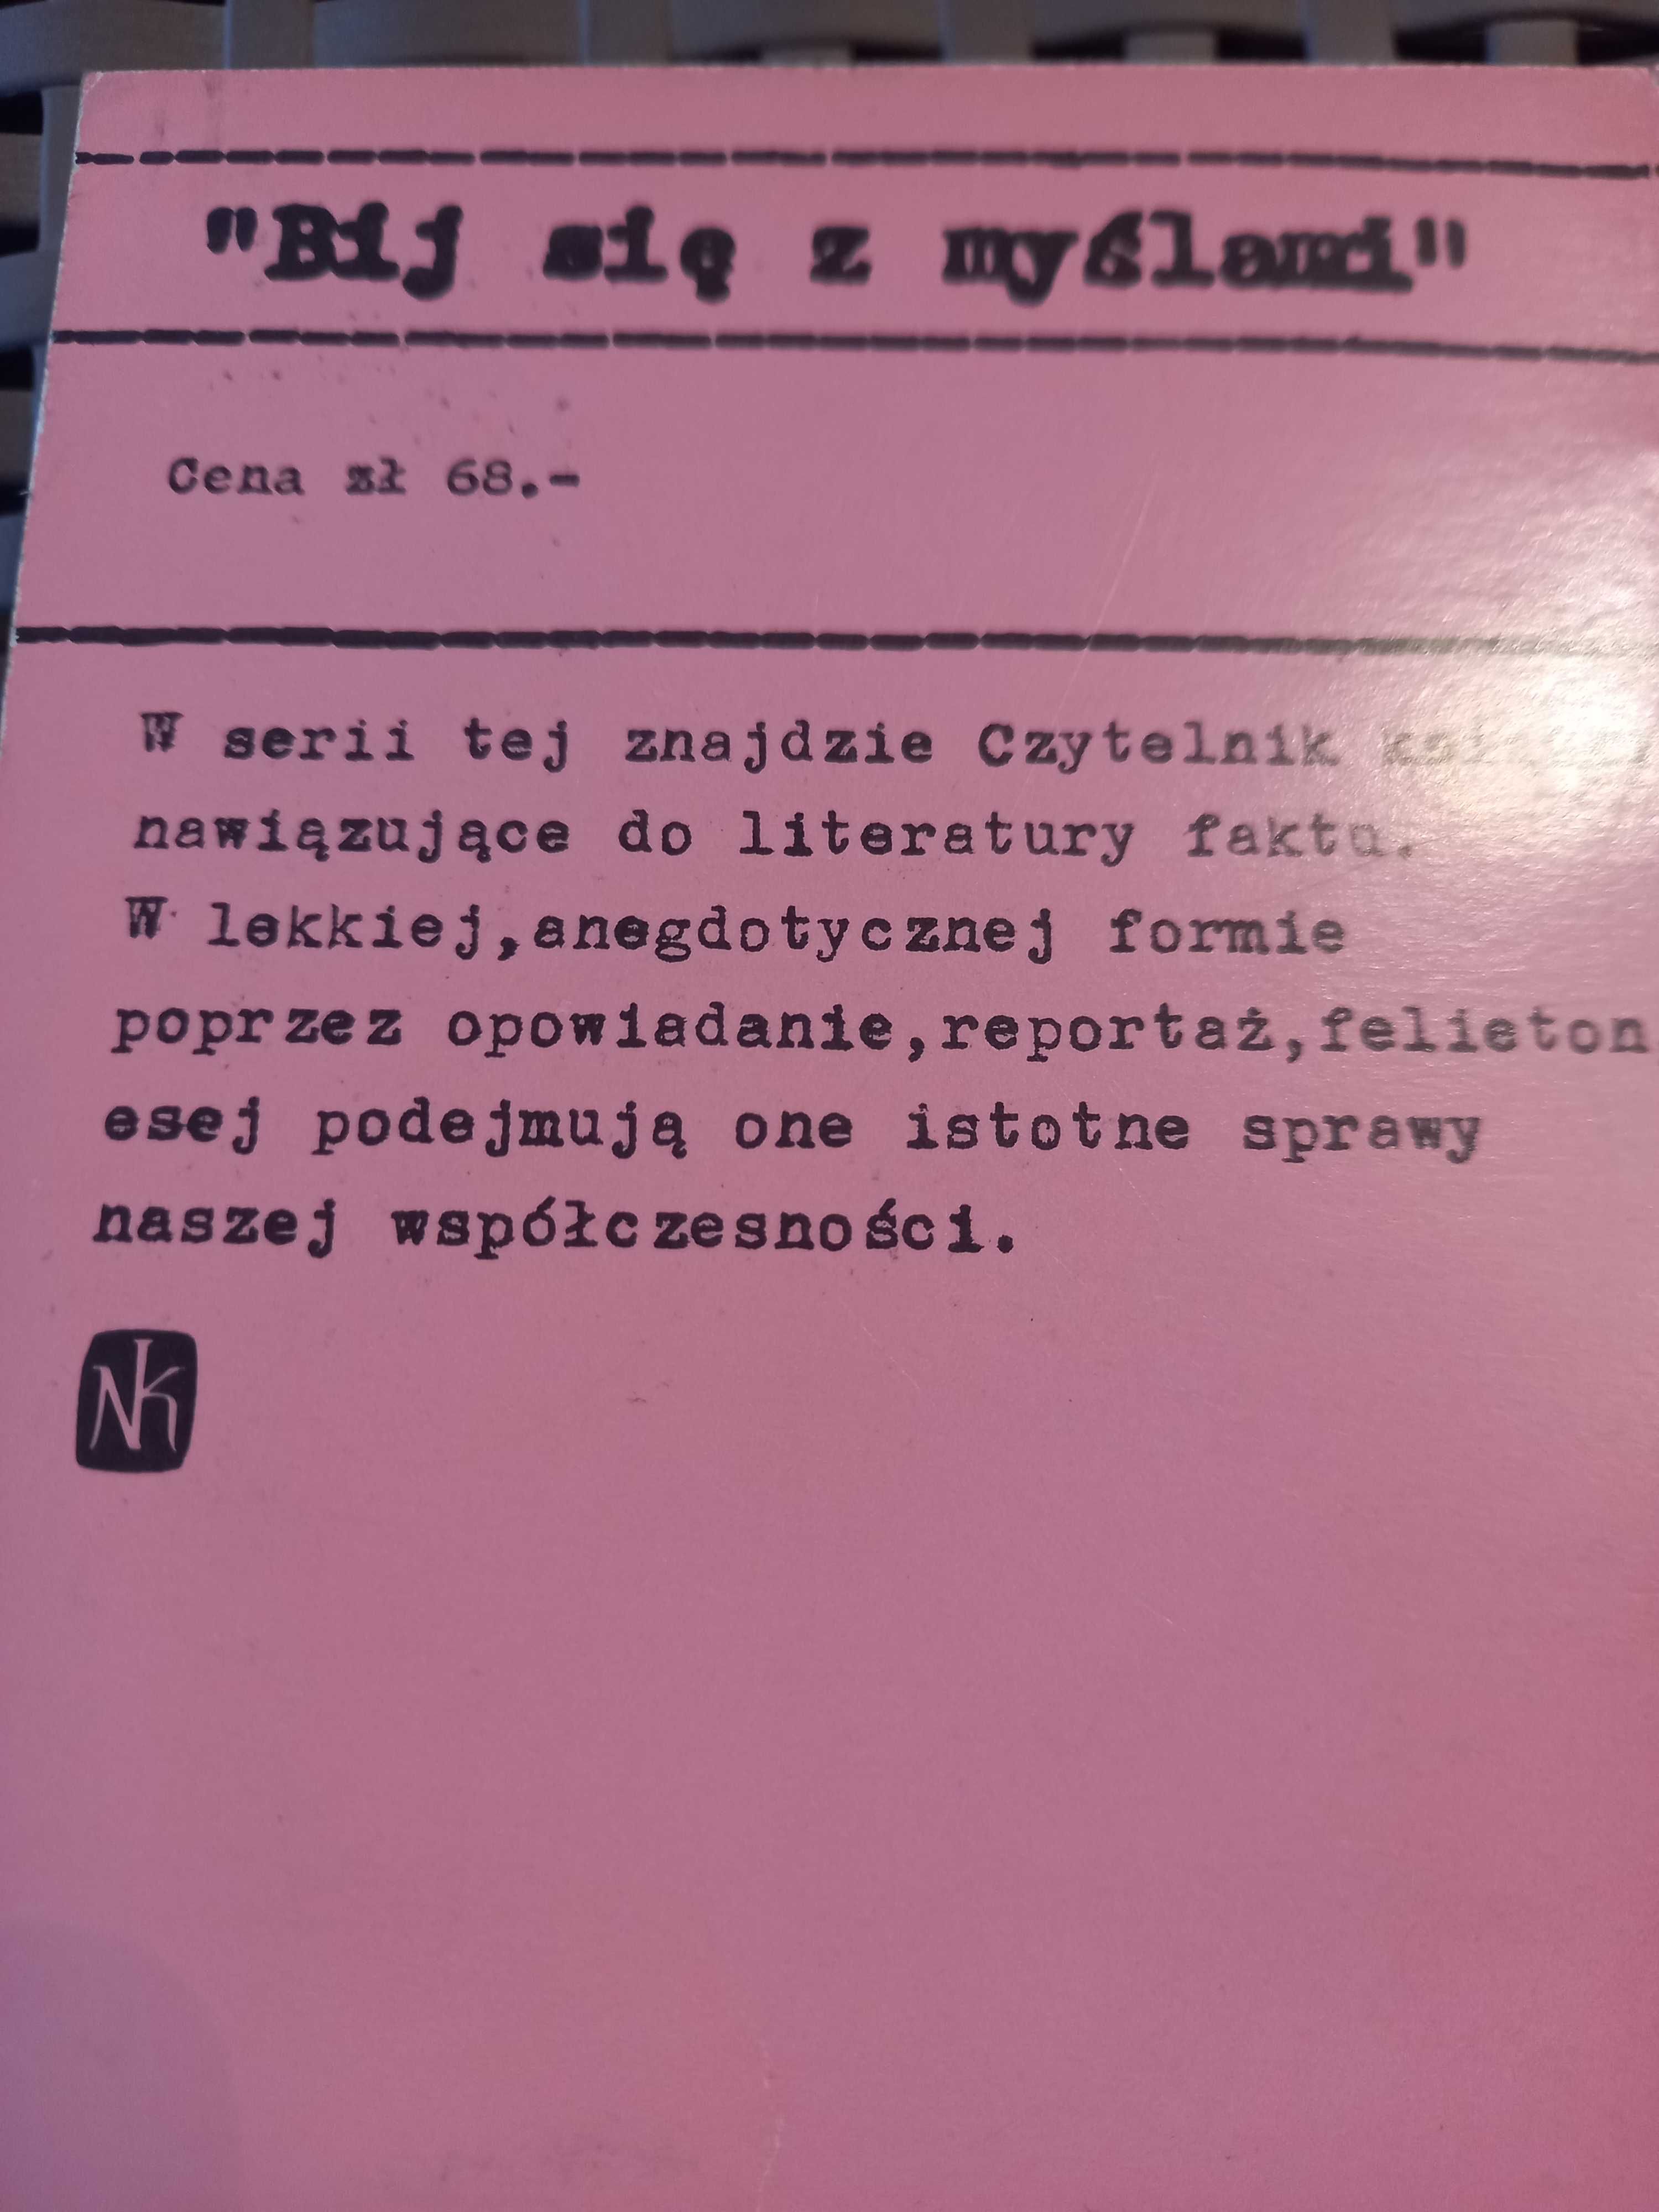 "Bij się z myślami"
Cena zł 68.-
W serii tej znajdzie Czytelnik
nawiązujące do literatury faktu.
W lekkiej,anegdotycznej formie
poprzez opowiadanie,reportaż,felieton
esej podejmują one istotne sprawy
naszej współczesności.
NK